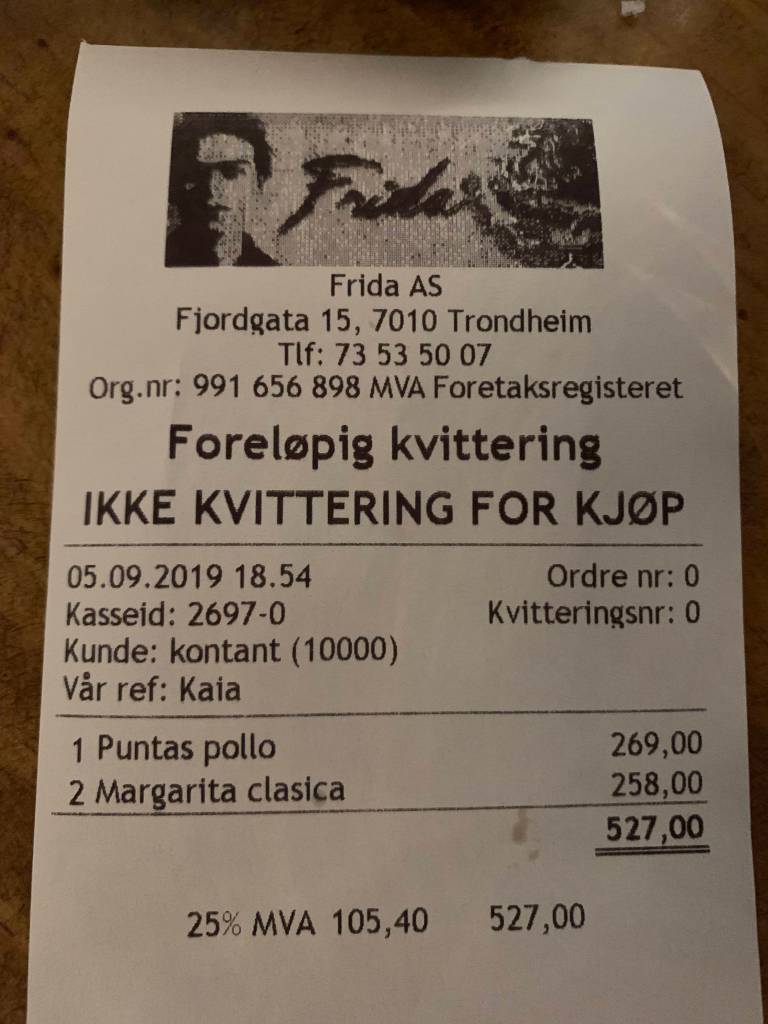 Frida
Frida AS
Fjordgata 15, 7010 Trondheim
Tlf: 73 53 50 07
Org.nr: 991 656 898 MVA Foretaksregisteret
Foreløpig kvittering
IKKE KVITTERING FOR KJØP
05.09.2019 18.54 Ordre nr: 0
Kasseid: 2697-0 Kvitteringsnr: 0
Kunde: kontant (10000)
Vår ref: Kaia
1 Puntas pollo 269,00
2 Margarita clasica 258,00
527,00
25% MVA 105,40 527,00